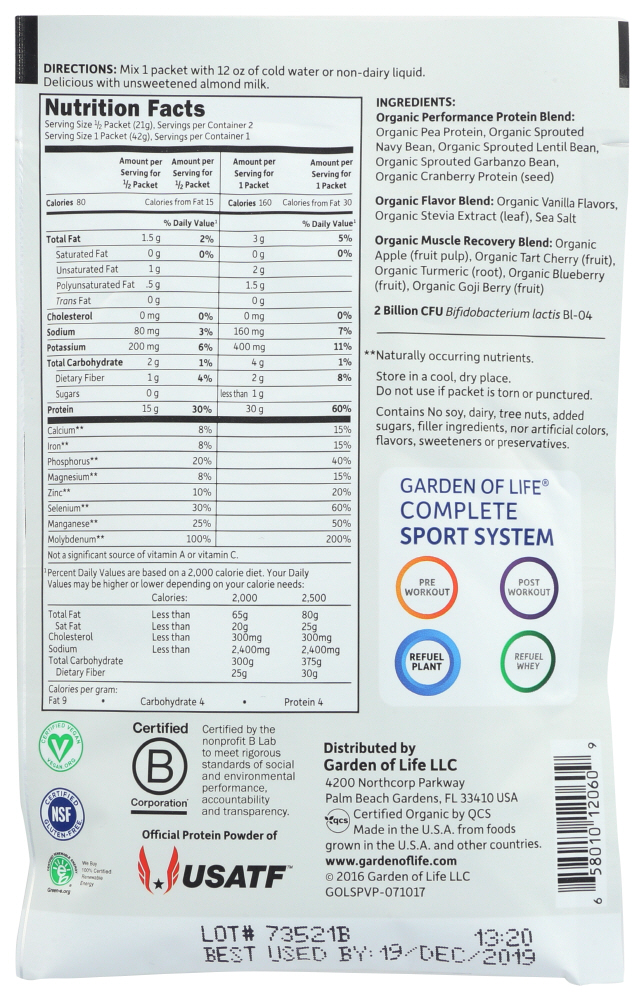 DIRECTIONS: Mix 1 packet with 12 oz of cold water or non-dairy liquid.
Delicious with unsweetened almond milk.
Nutrition Facts
Serving Size ½ Packet (21g), Servings per Container 2
Serving Size 1 Packet (42g), Servings per Container 1
Amount per Serving for ½ Packet Amount per Serving for ½ Packet Amount per Serving for 1 Packet Amount per Serving for 1 Packet
Calories 80 Calories from Fat 15 Calories 160 Calories from Fat 30
% Daily Value¹ % Daily Value¹
Total Fat 1.5 g 2% 3 g 5%
Saturated Fat 0 g 0% 0 g 0%
Unsaturated Fat 1 g 2 g
Polyunsaturated Fat .5 g 1.5 g
Trans Fat 0 g 0 g
Cholesterol 0 mg 0% 0 mg 0%
Sodium 80 mg 3% 160 mg 7%
Potassium 200 mg 6% 400 mg 11%
Total Carbohydrate 2 g 1% 4 g 1%
Dietary Fiber 1 g 4% 2 g 8%
Sugars 0 g less than 1 g
Protein 15 g 30% 30 g 60%
Calcium** 8% 15%
Iron** 8% 15%
Phosphorus** 20% 40%
Magnesium** 8% 15%
Zinc** 10% 20%
Selenium** 30% 60%
Manganese** 25% 50%
Molybdenum** 100% 200%
Not a significant source of vitamin A or vitamin C.
¹Percent Daily Values are based on a 2,000 calorie diet. Your Daily
Values may be higher or lower depending on your calorie needs:
Calories: 2,000 2,500
Total Fat Less than 65g 80g
Sat Fat Less than 20g 25g
Cholesterol Less than 300mg 300mg
Sodium Less than 2,400mg 2,400mg
Total Carbohydrate 300g 375g
Dietary Fiber 25g 30g
Calories per gram:
Fat 9 • Carbohydrate 4 • Protein 4
INGREDIENTS:
Organic Performance Protein Blend:
Organic Pea Protein, Organic Sprouted
Navy Bean, Organic Sprouted Lentil Bean,
Organic Sprouted Garbanzo Bean,
Organic Cranberry Protein (seed)
Organic Flavor Blend: Organic Vanilla Flavors,
Organic Stevia Extract (leaf), Sea Salt
Organic Muscle Recovery Blend: Organic
Apple (fruit pulp), Organic Tart Cherry (fruit),
Organic Turmeric (root), Organic Blueberry
(fruit), Organic Goji Berry (fruit)
2 Billion CFU Bifidobacterium lactis Bl-04
**Naturally occurring nutrients.
Store in a cool, dry place.
Do not use if packet is torn or punctured.
Contains No soy, dairy, tree nuts, added
sugars, filler ingredients, nor artificial colors,
flavors, sweeteners or preservatives.
GARDEN OF LIFE®
COMPLETE
SPORT SYSTEM
PRE
WORKOUT
POST
WORKOUT
REFUEL
PLANT
REFUEL
WHEY
CERTIFIED VEGAN
VEGAN.ORG
CERTIFIED
NSF
GLUTEN-FREE
We Buy
100% Certified
Renewable
Energy
Green-e.org
Certified
B
Corporation
Certified by the
nonprofit B Lab
to meet rigorous
standards of social
and environmental
performance,
accountability
and transparency.
Official Protein Powder of
USATF™
Distributed by
Garden of Life LLC
4200 Northcorp Parkway
Palm Beach Gardens, FL 33410 USA
qcs Certified Organic by QCS
Made in the U.S.A. from foods
grown in the U.S.A. and other countries.
www.gardenoflife.com
© 2016 Garden of Life LLC
GOLSPVP-071017
6 58010 12060 9
LOT# 73521B 13:20
BEST USED BY: 19/DEC/2019